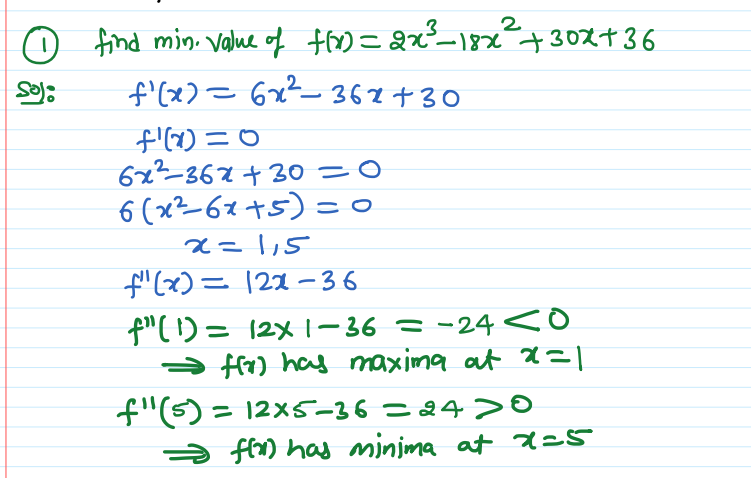 ① find min. value of f(x) = 2x³-18x²+30x+36
Sol: f'(x) = 6x²-36x+30
f'(x) = 0
6x²-36x+30 = 0
6(x²-6x+5) = 0
x = 1,5
f''(x) = 12x-36
f''(1) = 12×1-36 = -24 < 0
⟹ f(x) has maxima at x=1
f''(5) = 12×5-36 = 24 > 0
⟹ f(x) has minima at x=5